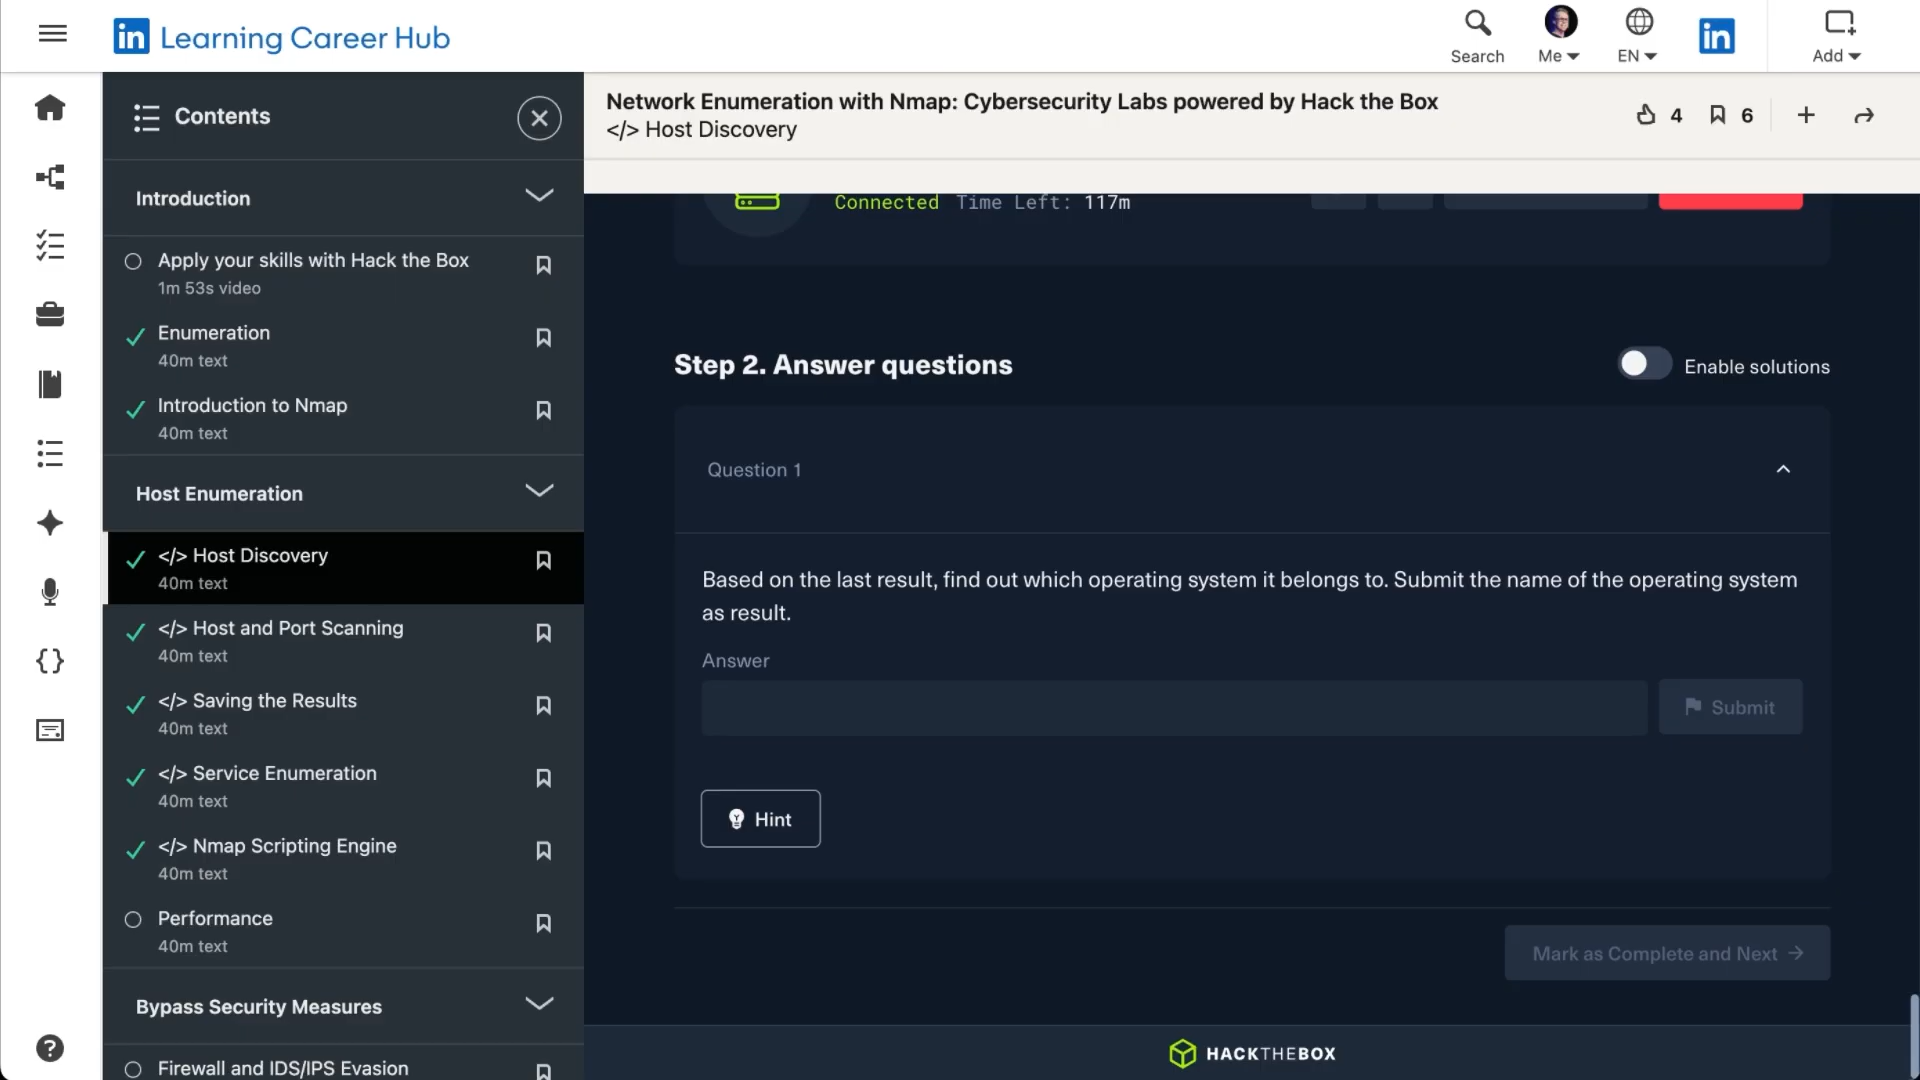 in Learning Career Hub
Search
Me
EN
in
Add
Contents
Introduction
Apply your skills with Hack the Box
1m 53s video
Enumeration
40m text
Introduction to Nmap
40m text
Host Enumeration
</> Host Discovery
40m text
</> Host and Port Scanning
40m text
</> Saving the Results
40m text
</> Service Enumeration
40m text
</> Nmap Scripting Engine
40m text
Performance
40m text
Bypass Security Measures
Firewall and IDS/IPS Evasion
Network Enumeration with Nmap: Cybersecurity Labs powered by Hack the Box
</> Host Discovery
4
6
Connected Time Left: 117m
Step 2. Answer questions
Enable solutions
Question 1
Based on the last result, find out which operating system it belongs to. Submit the name of the operating system
as result.
Answer
Submit
Hint
Mark as Complete and Next →
HACKTHEBOX